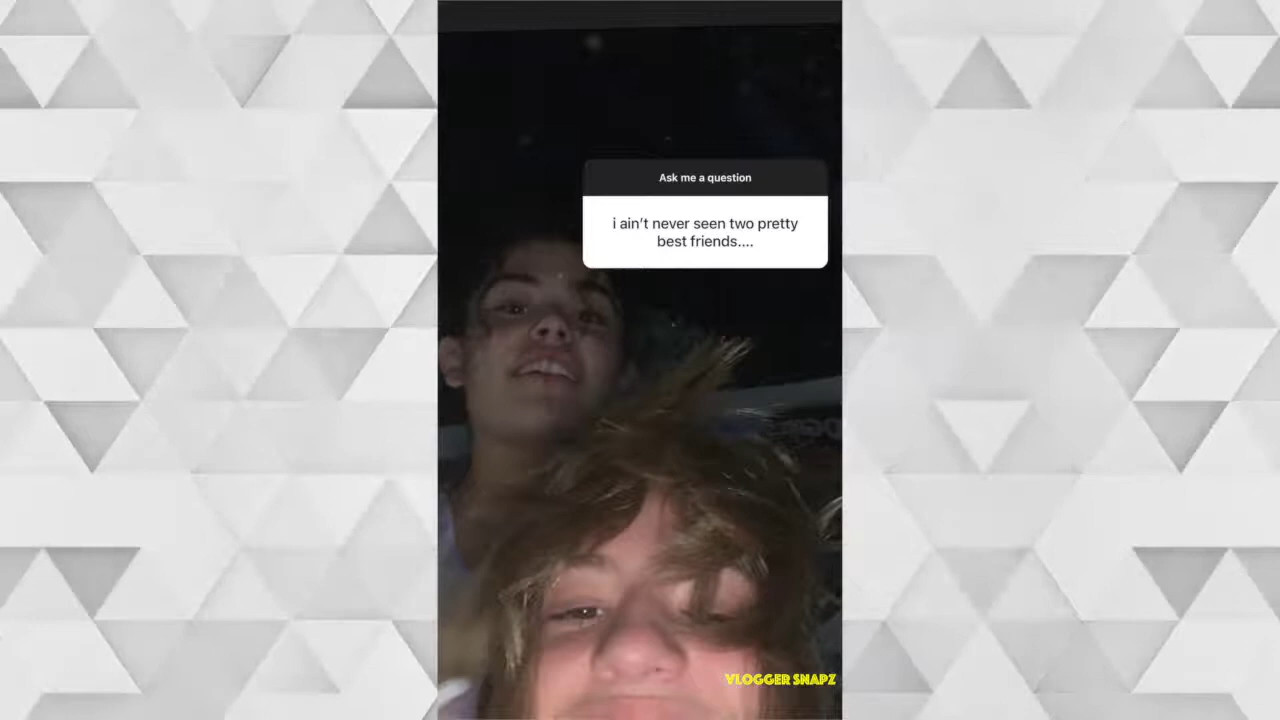 Ask me a question
i ain't never seen two pretty
best friends....
VLOGGER SNAPZ